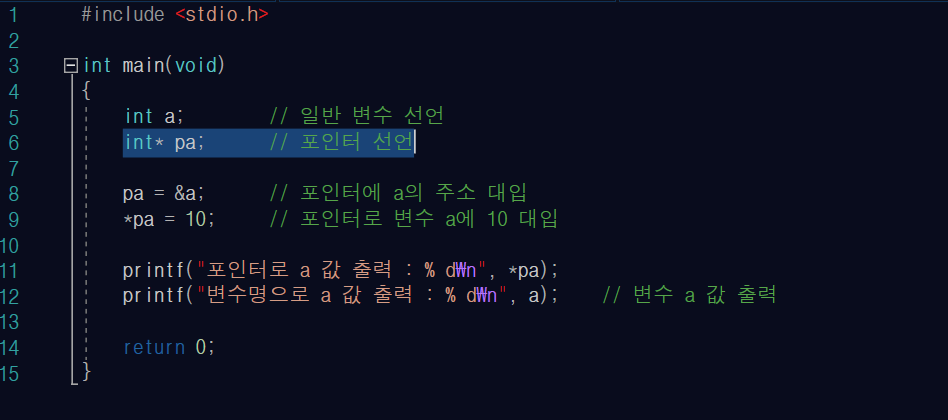 1 #include <stdio.h>
2
3 int main(void)
4 {
5 int a; // 일반 변수 선언
6 int* pa; // 포인터 선언
7
8 pa = &a; // 포인터에 a의 주소 대입
9 *pa = 10; // 포인터로 변수 a에 10 대입
10
11 printf("포인터로 a 값 출력 : % d₩n", *pa);
12 printf("변수명으로 a 값 출력 : % d₩n", a); // 변수 a 값 출력
13
14 return 0;
15 }